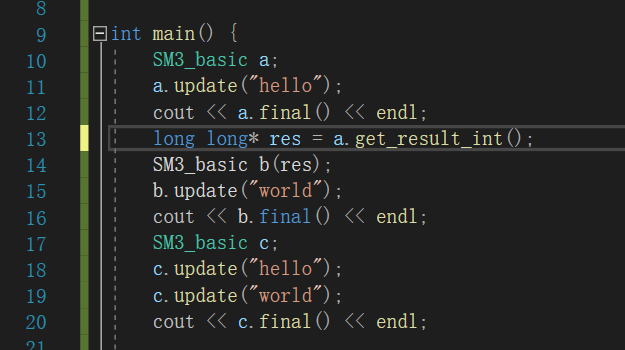 8
9 int main() {
10 SM3_basic a;
11 a.update("hello");
12 cout << a.final() << endl;
13 long long* res = a.get_result_int();
14 SM3_basic b(res);
15 b.update("world");
16 cout << b.final() << endl;
17 SM3_basic c;
18 c.update("hello");
19 c.update("world");
20 cout << c.final() << endl;
21